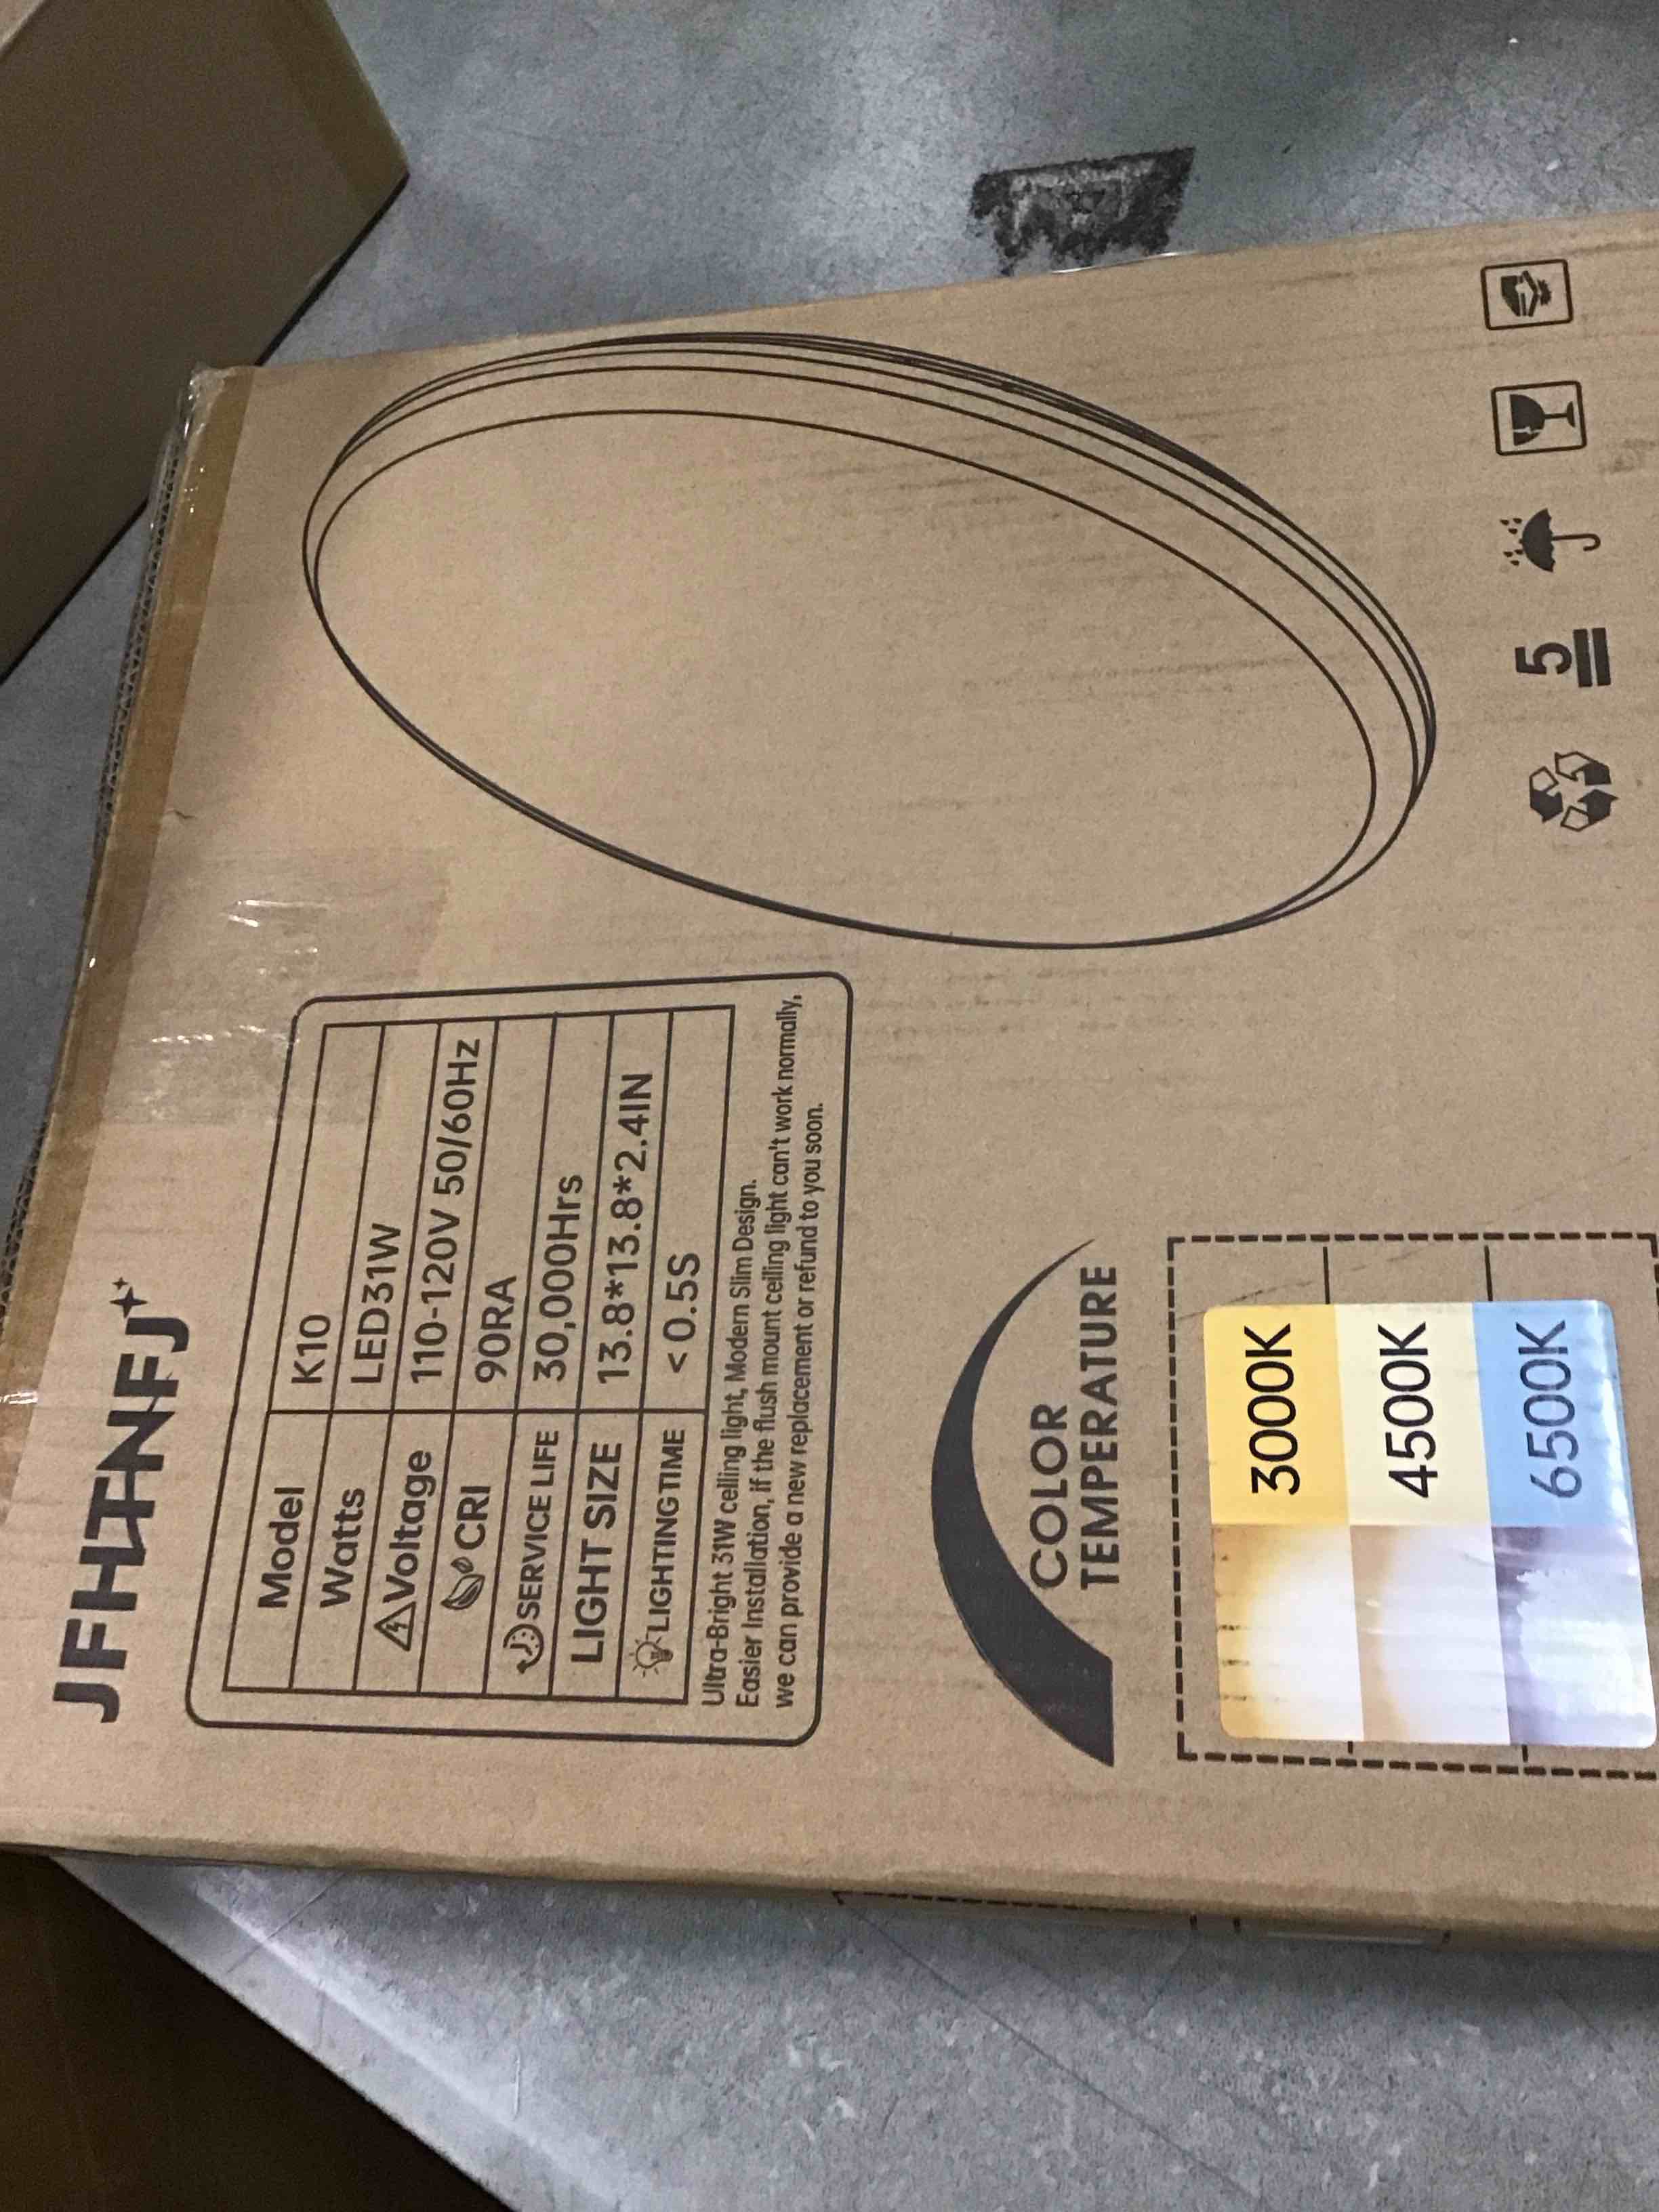 JFHLTNFJ++
Model K10
Watts LED31W
Voltage 110-120V 50/60Hz
CRI 90RA
SERVICE LIFE 30,000Hrs
LIGHT SIZE 13.8*13.8*2.4IN
LIGHTINGTIME <0.5S
Ultra-Bright 31W ceiling light, Modern Slim Design.
Easier Installation, if the flush mount ceiling light can't work normally,
we can provide a new replacement or refund to you soon.
COLOR
TEMPERATURE
3000K
4500K
6500K
5